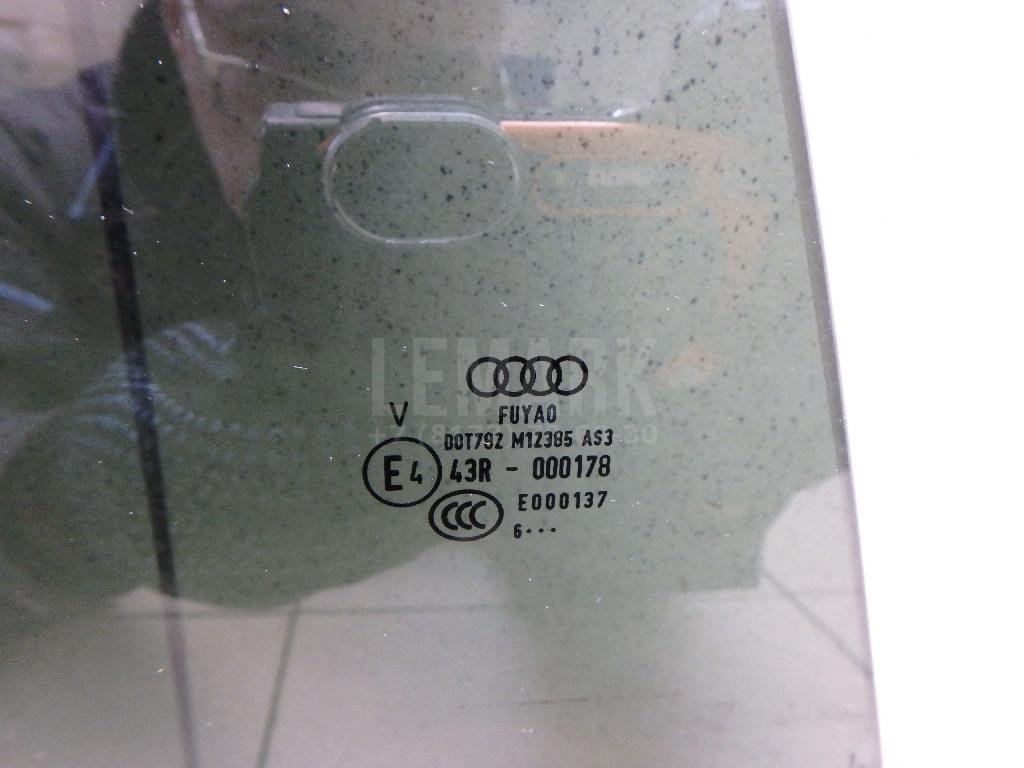 LEMARK
FUYAO
V
DOT792 M12385 AS3
E4 43R - 000178
CCC E000137
6···